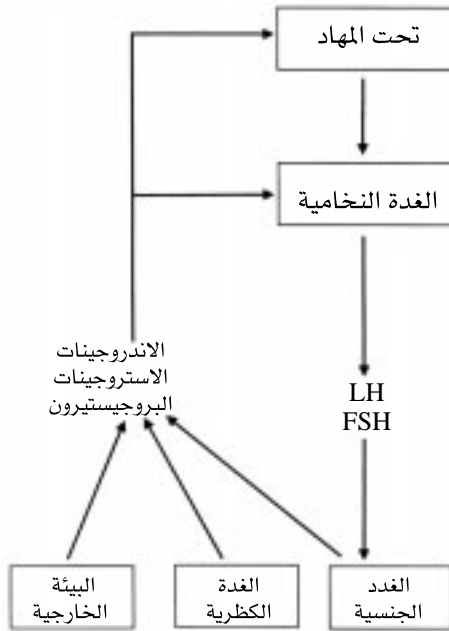 تحت المهاد
الغدة النخامية
الاندروجينات
الاستروجينات
البروجيستيرون
LH
FSH
الغدد
الجنسية
الغدة
الكظرية
البيئة
الخارجية